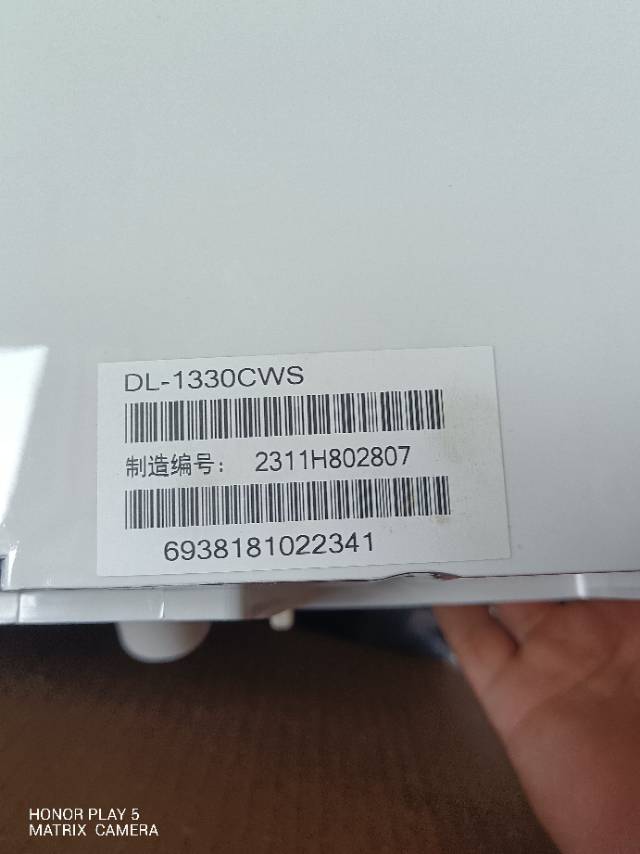 DL-1330CWS
制造编号： 2311H802807
6938181022341
HONOR PLAY 5
MATRIX CAMERA